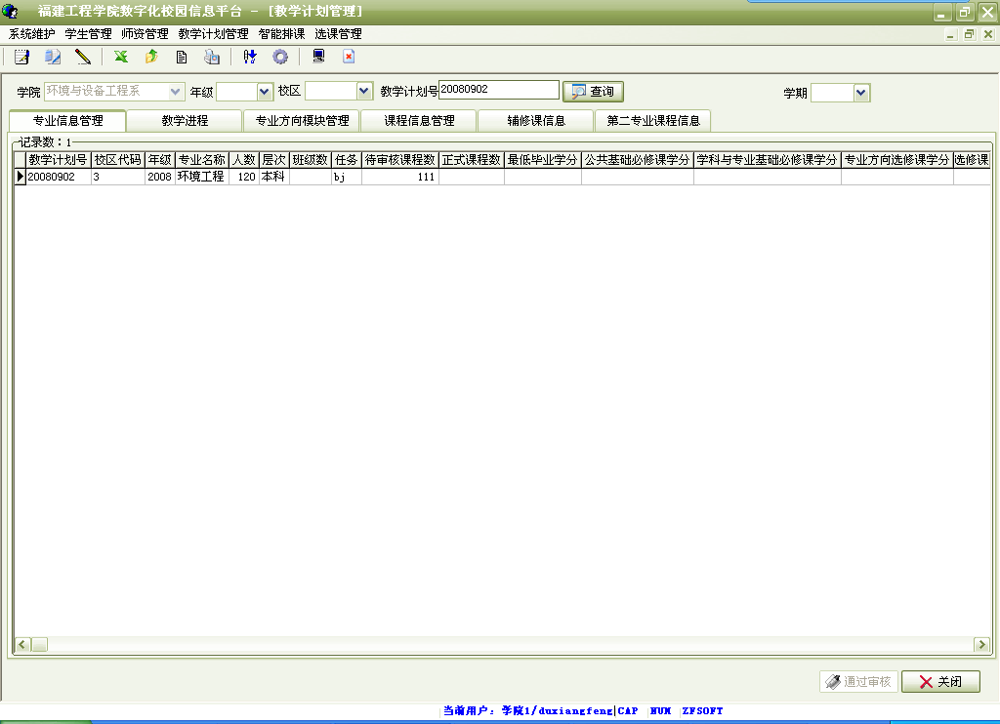 福建工程学院数字化校园信息平台 - [教学计划管理]
系统维护 学生管理 师资管理 教学计划管理 智能排课 选课管理
学院 环境与设备工程系 年级 校区 教学计划号 20080902 查询 学期
专业信息管理 教学进程 专业方向模块管理 课程信息管理 辅修课信息 第二专业课程信息
记录数：1
教学计划号 校区代码 年级 专业名称 人数 层次 班级数 任务 待审核课程数 正式课程数 最低毕业学分 公共基础必修课学分 学科与专业基础必修课学分 专业方向选修课学分 选修课
20080902 3 2008 环境工程 120 本科 bj 111
通过审核 关闭
当前用户：学院1/duxiangfeng CAP NUM ZFSOFT